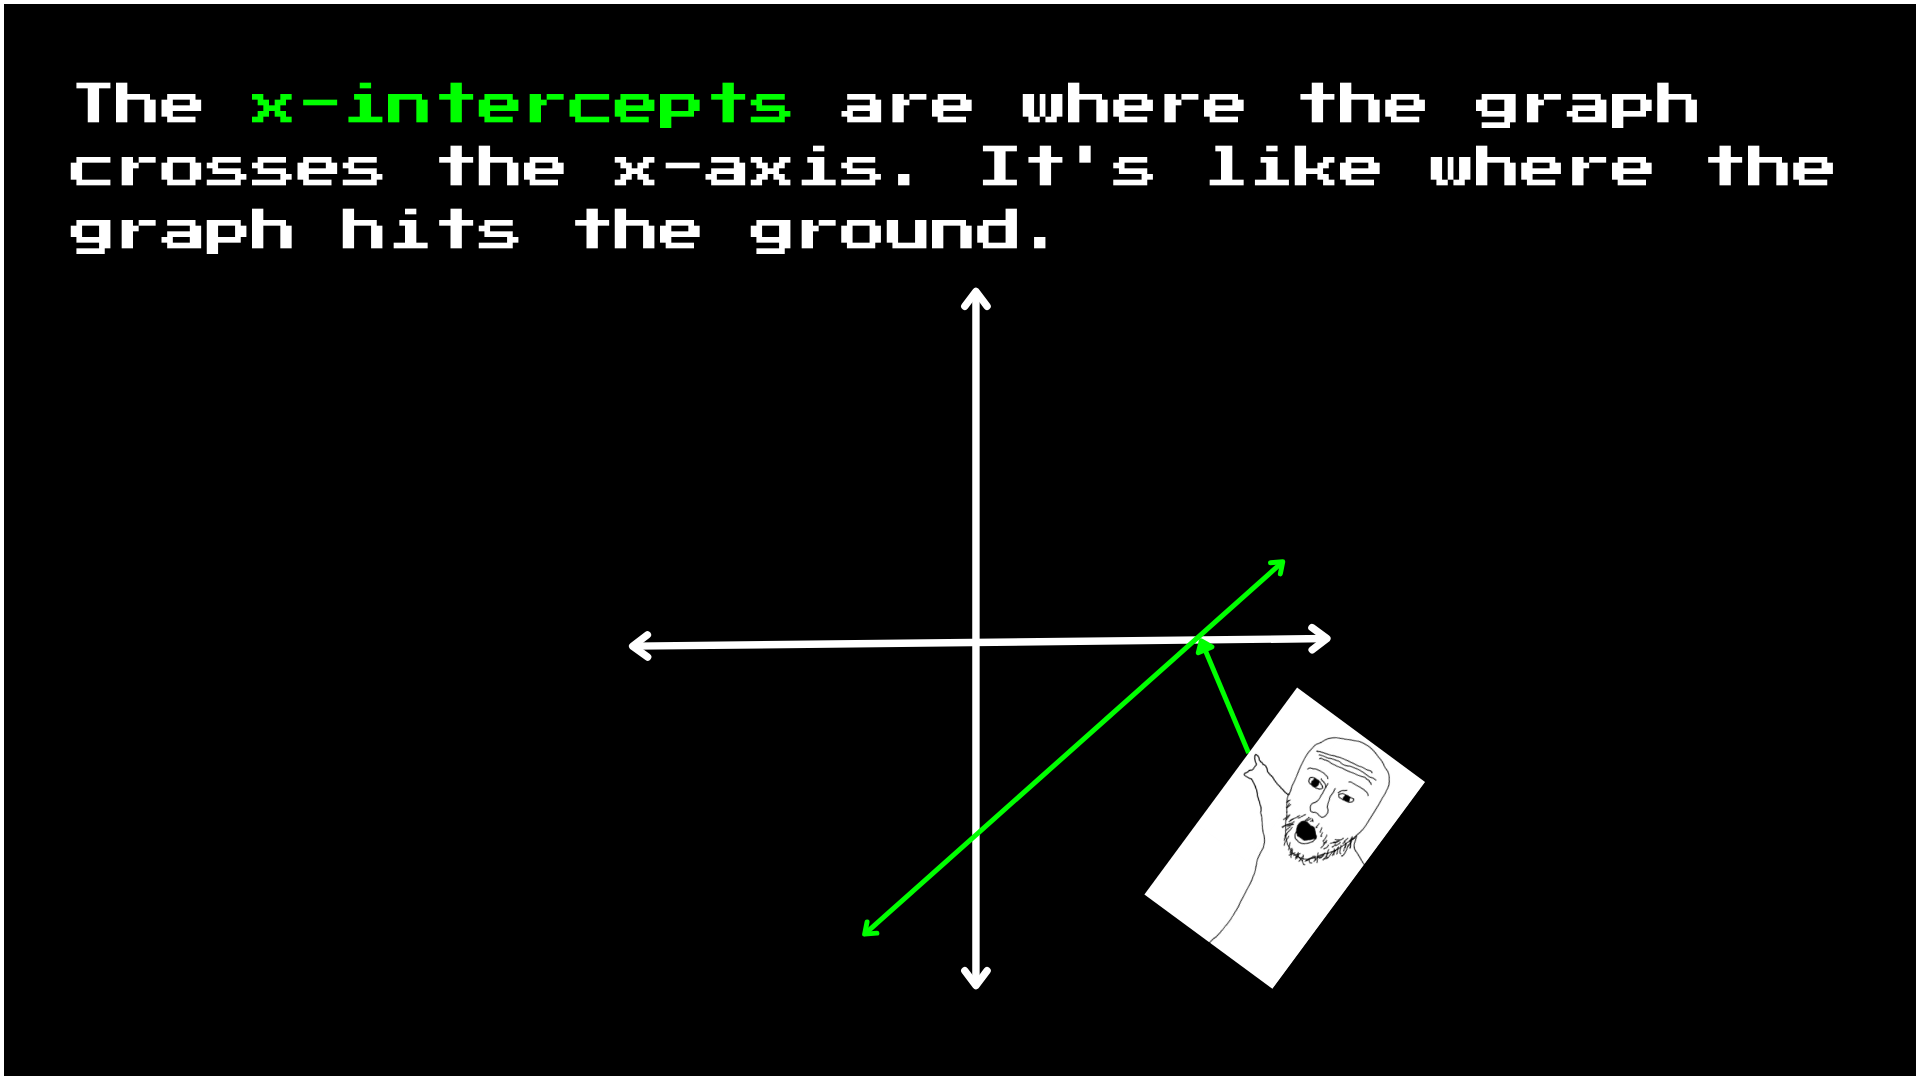 The x-intercepts are where the graph
crosses the x-axis. It's like where the
graph hits the ground.